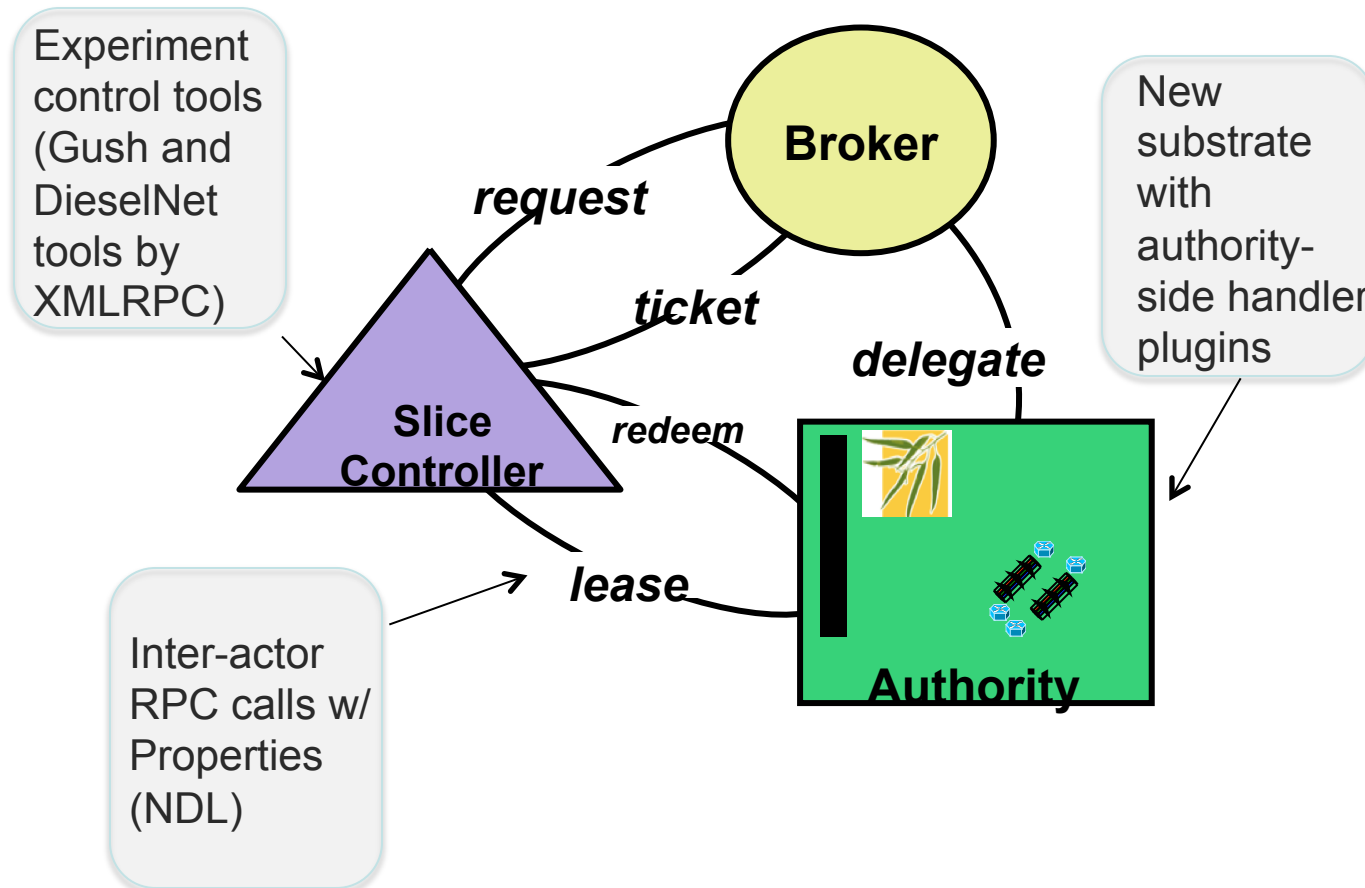 Experiment
control tools
(Gush and
DieselNet
tools by
XMLRPC)
Broker
New
substrate
with
authority-
side handler
plugins
request
ticket
delegate
Slice
Controller
redeem
lease
Authority
Inter-actor
RPC calls w/
Properties
(NDL)